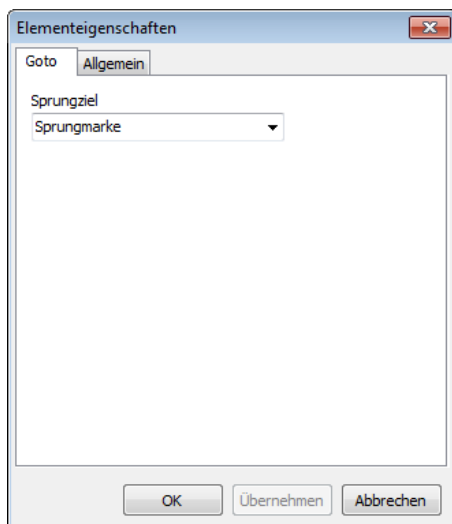 Elementeigenschaften
Goto Allgemein
Sprungziel
Sprungmarke
OK Übernehmen Abbrechen